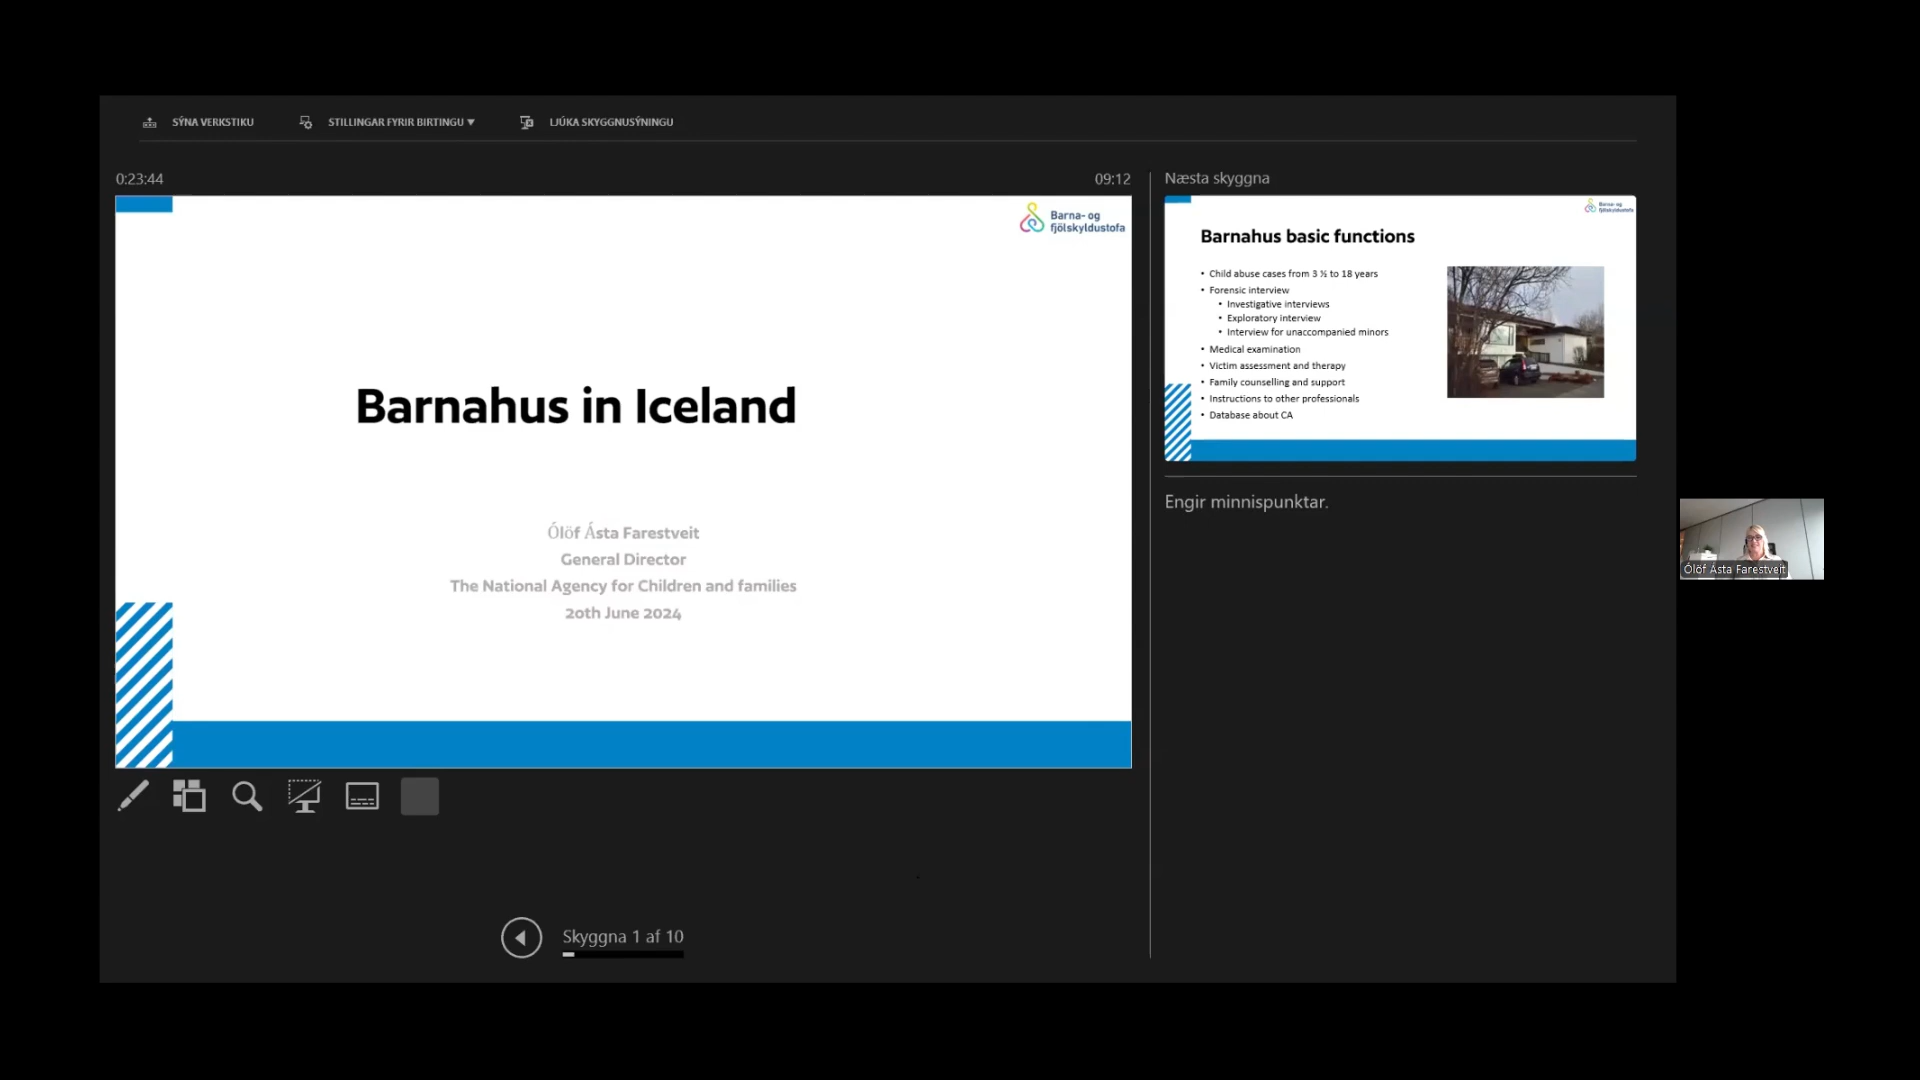 SÝNA VERKSTIKU
STILLINGAR FYRIR BIRTINGU ▼
LJÚKA SKYGGNUSÝNINGU
0:23:44
09:12
Barna- og
fjölskyldustofa
Barnahus in Iceland
Ólöf Ásta Farestveit
General Director
The National Agency for Children and families
20th June 2024
Skyggna 1 af 10
Næsta skyggna
Barna- og
fjölskyldustofa
Barnahus basic functions
• Child abuse cases from 3 ½ to 18 years
• Forensic interview
• Investigative interviews
• Exploratory interview
• Interview for unaccompanied minors
• Medical examination
• Victim assessment and therapy
• Family counselling and support
• Instructions to other professionals
• Database about CA
Engir minnispunktar.
Ólöf Ásta Farestveit